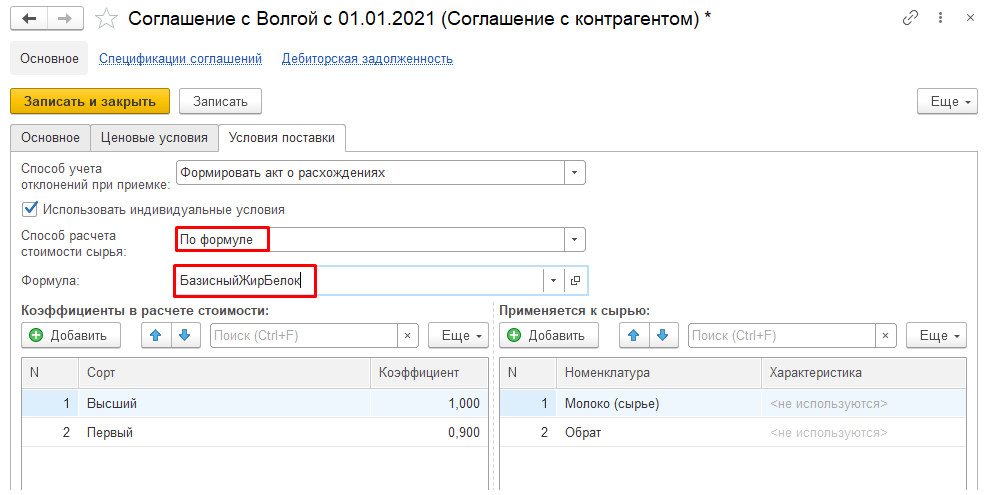 Соглашение с Волгой с 01.01.2021 (Соглашение с контрагентом) *
Основное Спецификации соглашений Дебиторская задолженность
Записать и закрыть Записать Еще
Основное Ценовые условия Условия поставки
Способ учета
отклонений при приемке: Формировать акт о расхождениях
Использовать индивидуальные условия
Способ расчета
стоимости сырья: По формуле
Формула: БазисныйЖирБелок
Коэффициенты в расчете стоимости: Применяется к сырью:
Добавить Поиск (Ctrl+F) × Еще Добавить Поиск (Ctrl+F) × Еще
N Сорт Коэффициент N Номенклатура Характеристика
1 Высший 1,000 1 Молоко (сырье) <не используются>
2 Первый 0,900 2 Обрат <не используются>